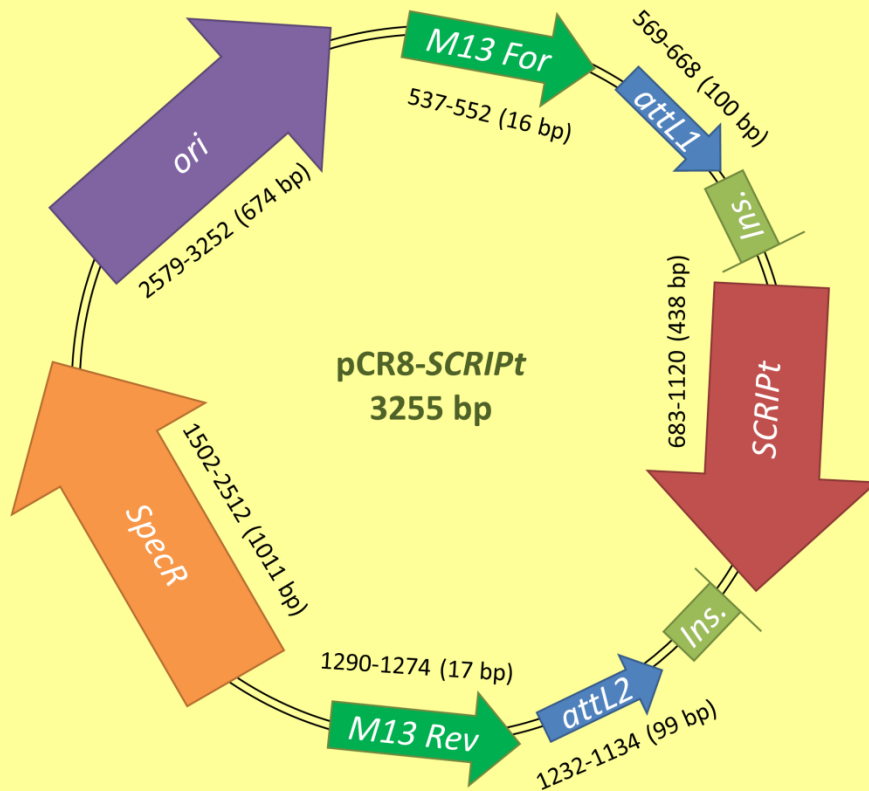 M13 For
537-552 (16 bp)
569-668 (100 bp)
attL1
Ins.
683-1120 (438 bp)
SCRIPt
Ins.
attL2
1232-1134 (99 bp)
M13 Rev
1290-1274 (17 bp)
SpecR
1502-2512 (1011 bp)
ori
2579-3252 (674 bp)
pCR8-SCRIPt
3255 bp